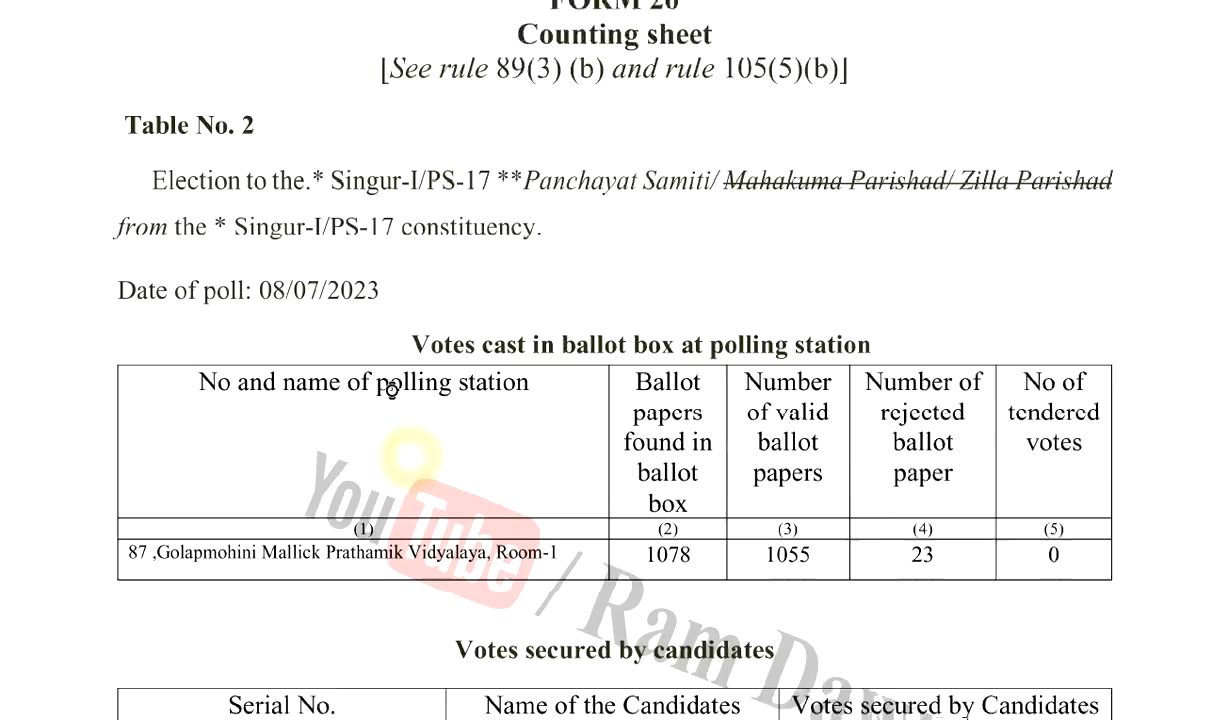 FORM 26
Counting sheet
[See rule 89(3) (b) and rule 105(5)(b)]
Table No. 2
Election to the.* Singur-I/PS-17 **Panchayat Samiti/ Mahakuma Parishad/ Zilla Parishad
from the * Singur-I/PS-17 constituency.
Date of poll: 08/07/2023
Votes cast in ballot box at polling station
No and name of polling station
Ballot papers found in ballot box
Number of valid ballot papers
Number of rejected ballot paper
No of tendered votes
(1) (2) (3) (4) (5)
87 ,Golapmohini Mallick Prathamik Vidyalaya, Room-1 1078 1055 23 0
YouTube / Ram
Votes secured by candidates
Serial No. Name of the Candidates Votes secured by Candidates